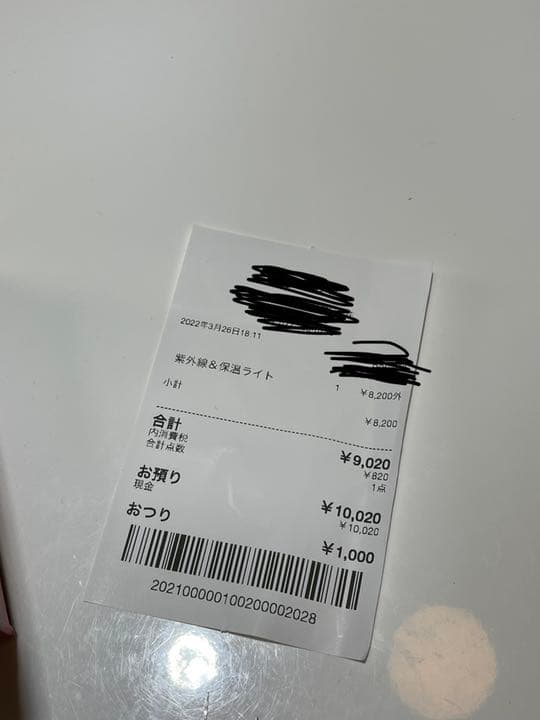 2022年3月26日18:11
紫外線&保温ライト
1 ¥8,200外
小計 ¥8,200
合計 ¥9,020
内消費税 ¥820
合計点数 1点
お預り ¥10,020
現金 ¥10,020
おつり ¥1,000
202100000100200002028